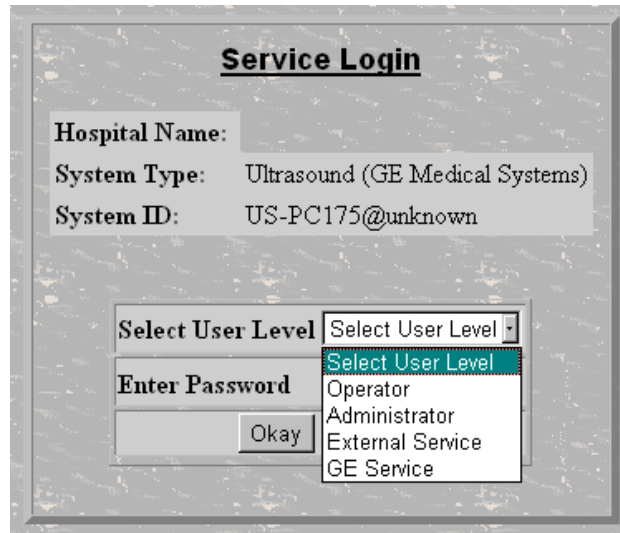 Service Login
Hospital Name:
System Type: Ultrasound (GE Medical Systems)
System ID: US-PC175@unknown
Select User Level Select User Level
Select User Level
Enter Password
Operator
Administrator
Okay
External Service
GE Service